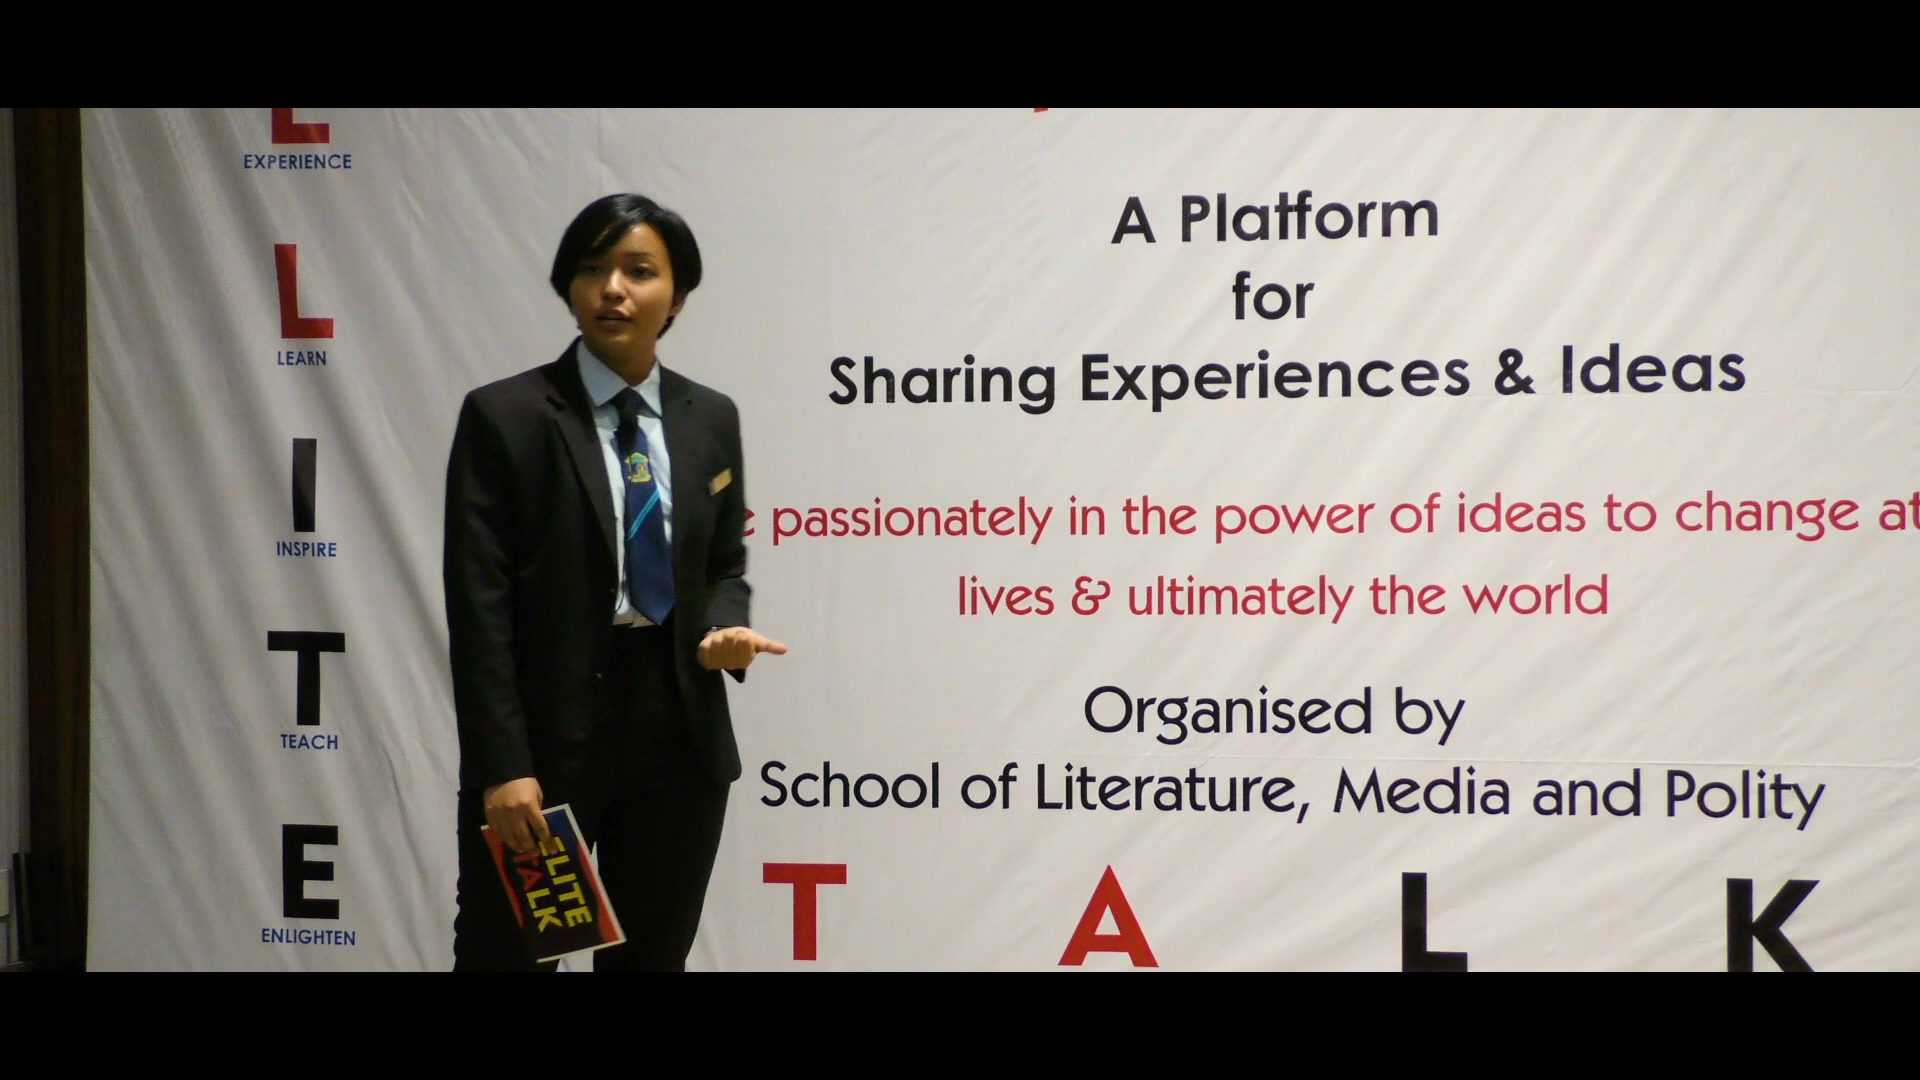 E
EXPERIENCE
L
LEARN
I
INSPIRE
T
TEACH
E
ENLIGHTEN
A Platform
for
Sharing Experiences & Ideas
passionately in the power of ideas to change
lives & ultimately the world
Organised by
School of Literature, Media and Polity
T A L K
ELITE
TALK